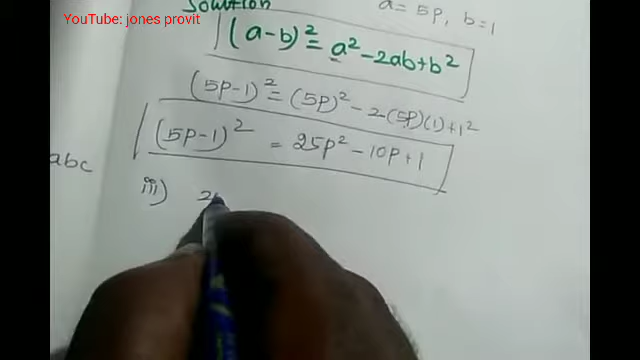 Solution
a = 5p, b = 1
YouTube: jones provit
(a-b)² = a² - 2ab + b²
(5p-1)² = (5p)² - 2(5p)(1) + 1²
(5p-1)² = 25p² - 10p + 1
abc
iii) 2